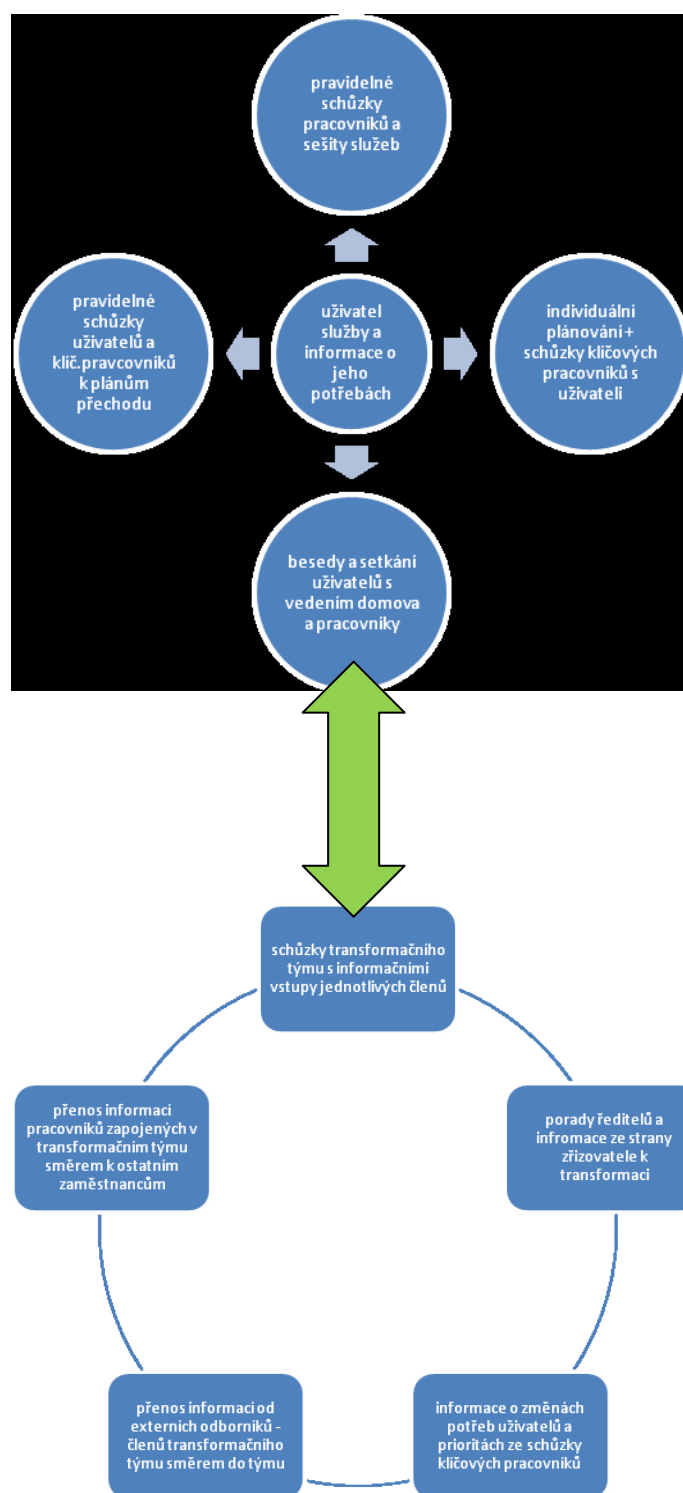 pravidelné
schůzky
pracovníků a
sešity služeb
pravidelné
schůzky
uživatelů a
klíč.pravcovníků
k plánům
přechodu
uživatel
služby a
informace o
jeho
potřebách
individuální
plánování+
schůzky klíčových
pracovníků s
uživateli
besedy a setkání
uživatelů s
vedením domova
a pracovníky
schůzky transformačního
týmu s informačními
vstupy jednotlivých členů
přenos informací
pracovníků zapojených v
transformačním týmu
směrem k ostatním
zaměstnancům
porady ředitelů a
infromace ze strany
zřizovatele k
transformaci
přenos informací od
externích odborníků -
členů transformačního
týmu směrem do týmu
informace o změnách
potřeb uživatelů a
prioritách ze schůzky
klíčových pracovníků